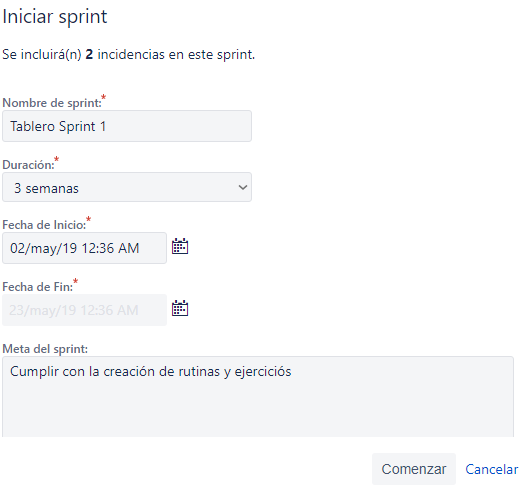 Iniciar sprint
Se incluirá(n) 2 incidencias en este sprint.
Nombre de sprint:*
Tablero Sprint 1
Duración:*
3 semanas
Fecha de Inicio:*
02/may/19 12:36 AM
Fecha de Fin:*
23/may/19 12:36 AM
Meta del sprint:
Cumplir con la creación de rutinas y ejerciciós
Comenzar Cancelar